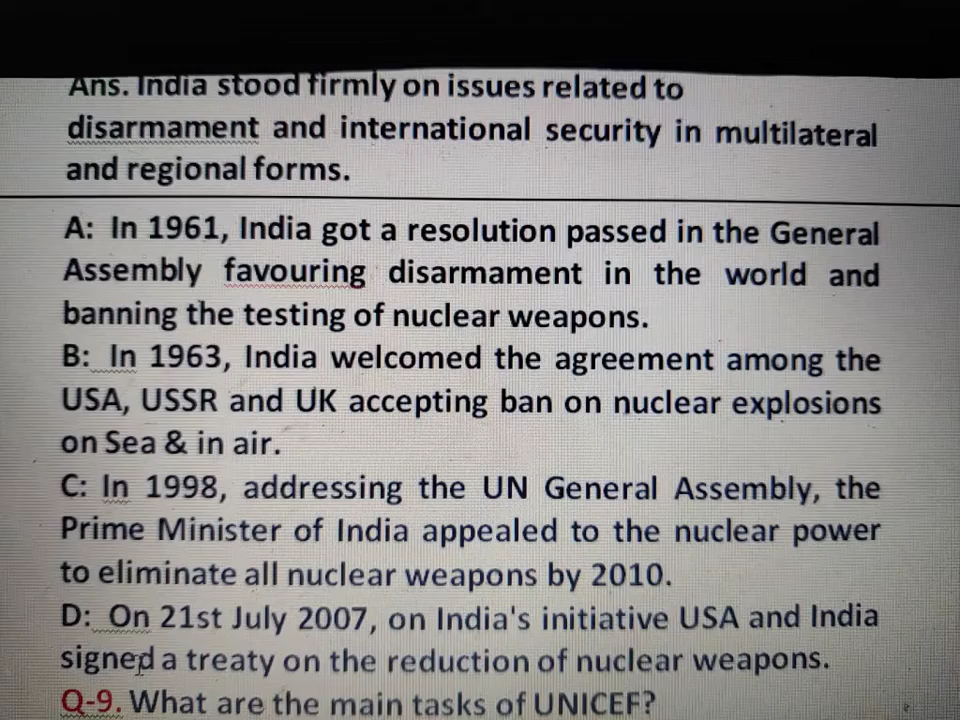 Ans. India stood firmly on issues related to
disarmament and international security in multilateral
and regional forms.
A: In 1961, India got a resolution passed in the General
Assembly favouring disarmament in the world and
banning the testing of nuclear weapons.
B: In 1963, India welcomed the agreement among the
USA, USSR and UK accepting ban on nuclear explosions
on Sea & in air.
C: In 1998, addressing the UN General Assembly, the
Prime Minister of India appealed to the nuclear power
to eliminate all nuclear weapons by 2010.
D: On 21st July 2007, on India's initiative USA and India
signed a treaty on the reduction of nuclear weapons.
Q-9. What are the main tasks of UNICEF?